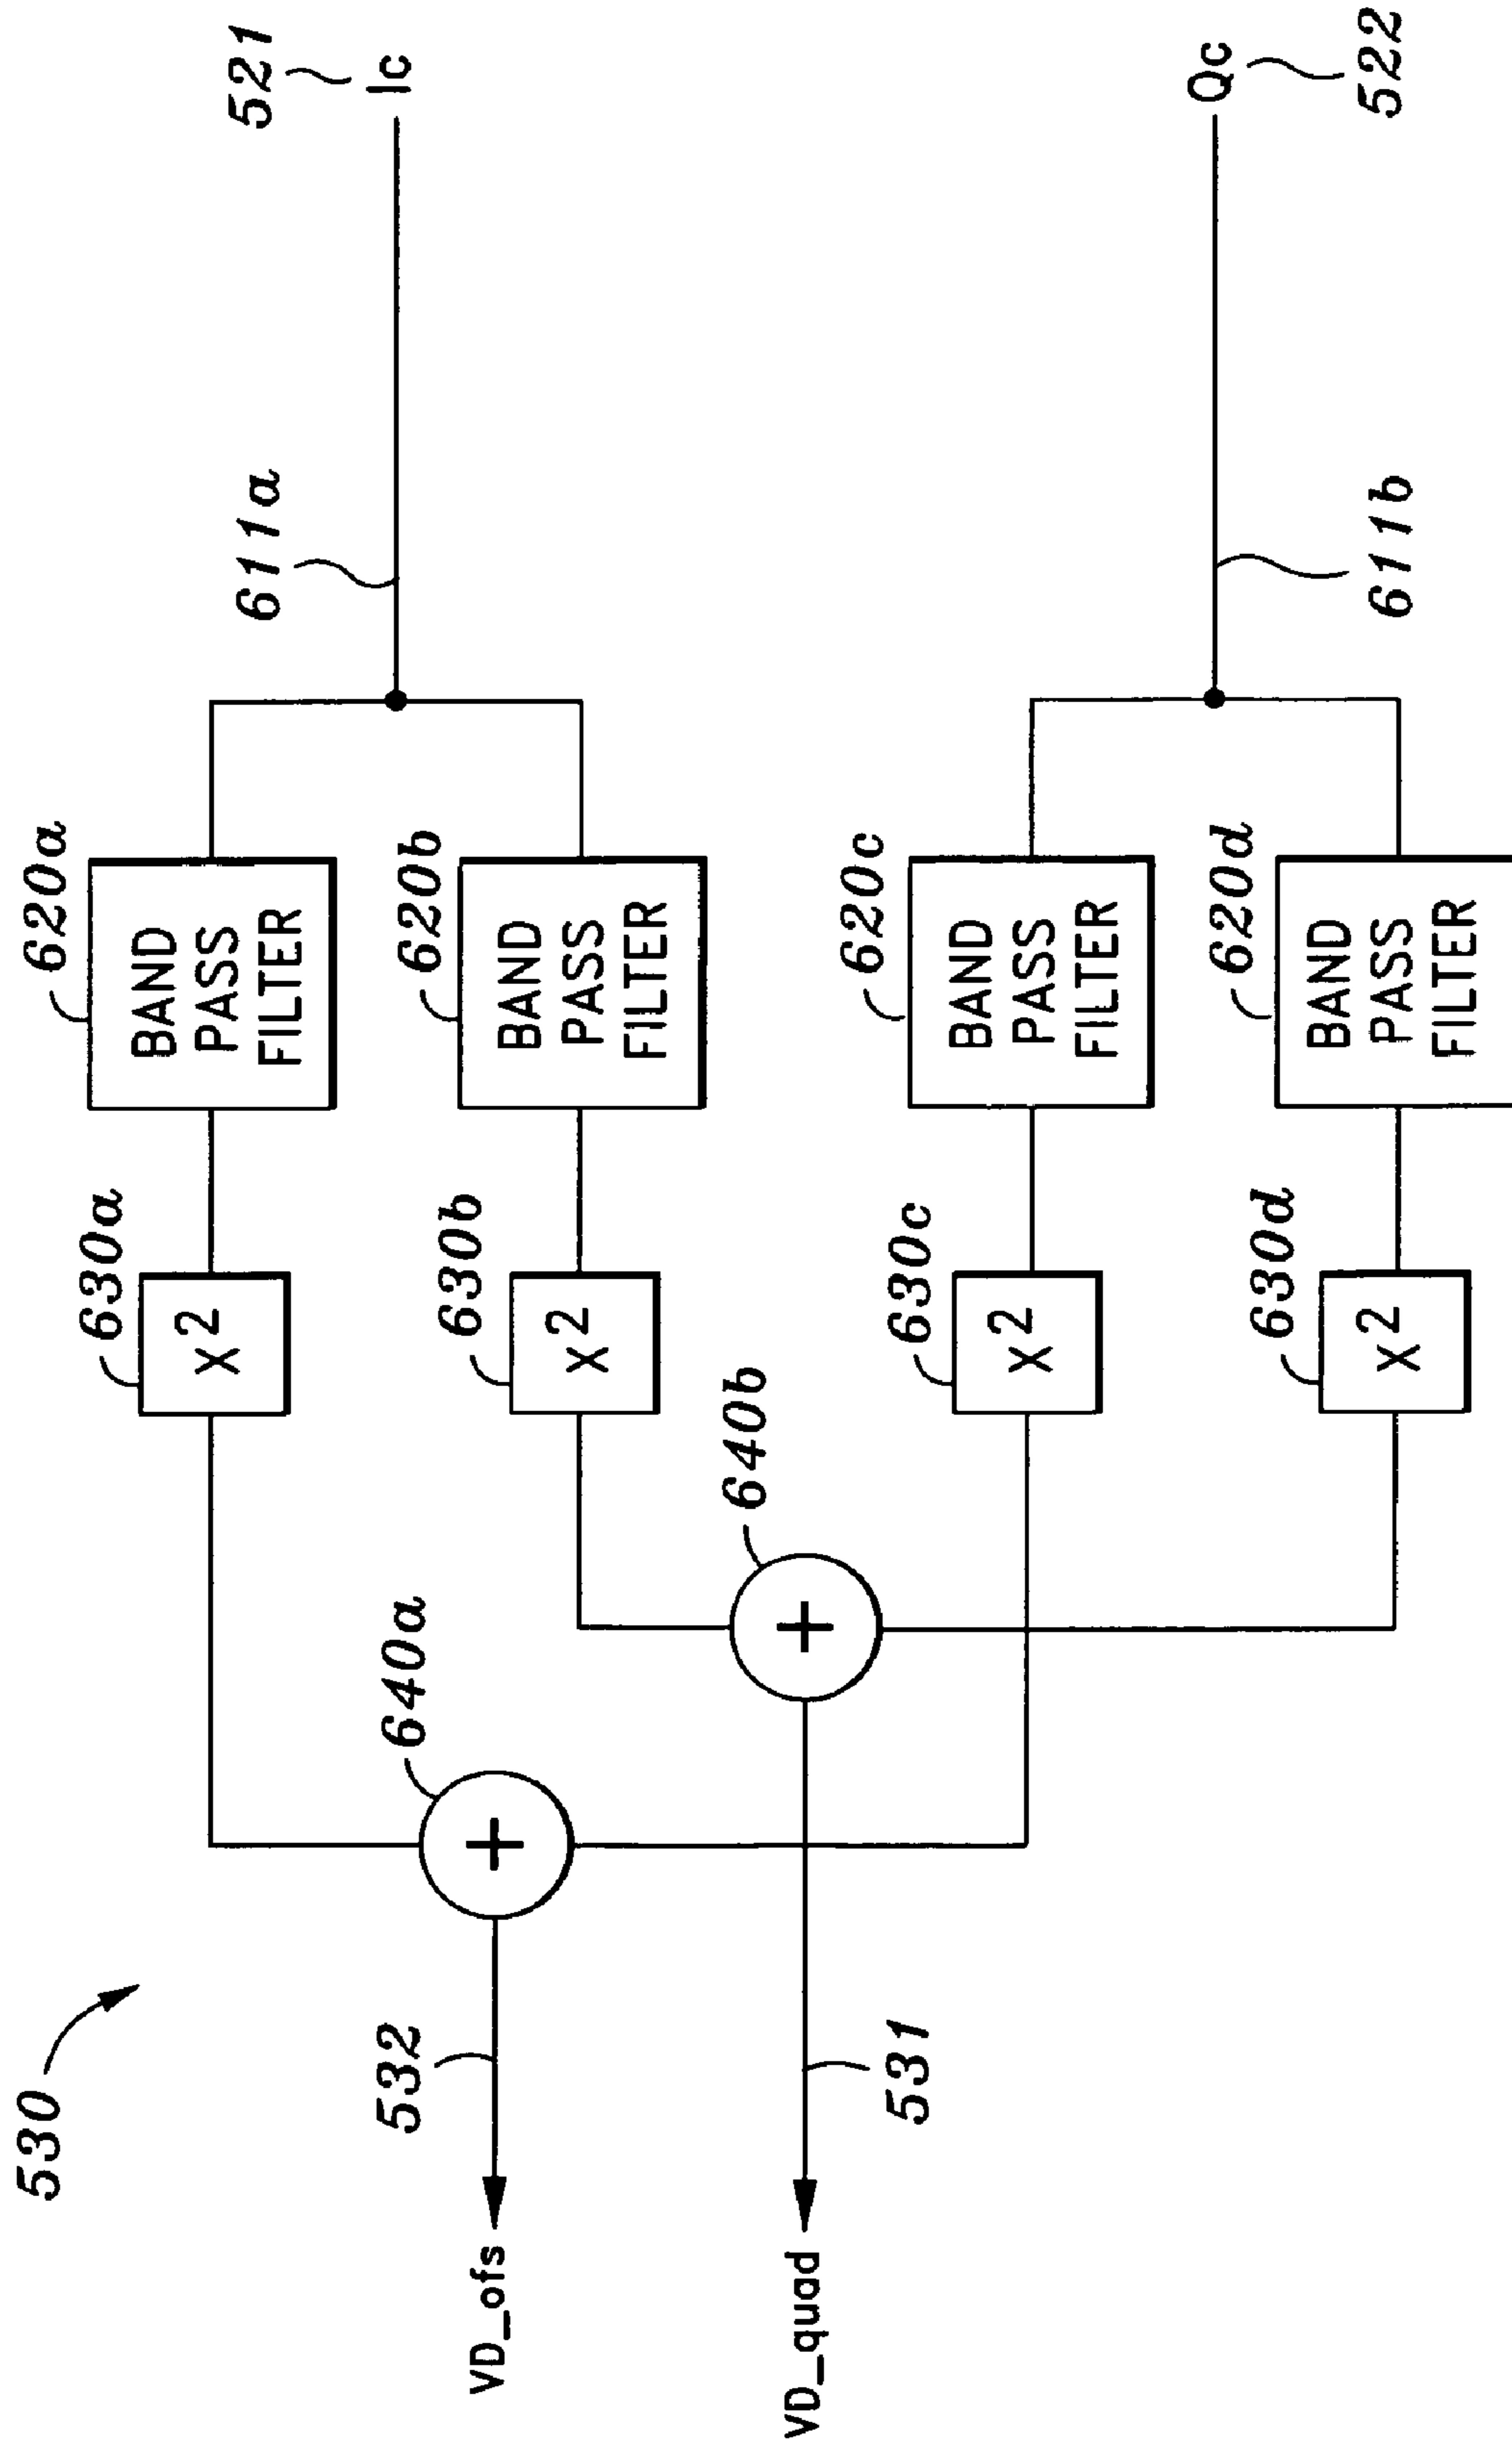 530
VD_ofs
532
VD_quad
531
640a
640b
630a
X2
630b
X2
630c
X2
630d
X2
620a
BAND
PASS
FILTER
620b
BAND
PASS
FILTER
620c
BAND
PASS
FILTER
620d
BAND
PASS
FILTER
611a
611b
521
Ic
Qc
522
+
+